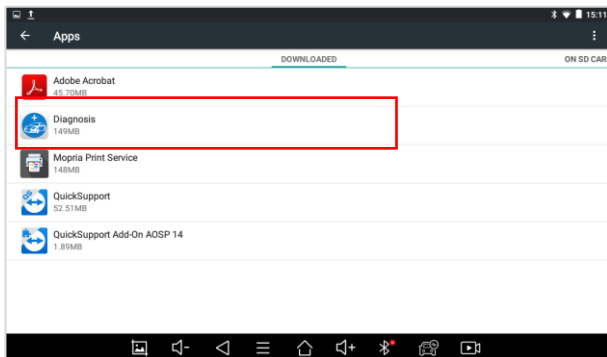 15:11
Apps
DOWNLOADED
ON SD CAR
Adobe Acrobat
45.70MB
Diagnosis
149MB
Mopria Print Service
148MB
QuickSupport
52.51MB
QuickSupport Add-On AOSP 14
1.89MB